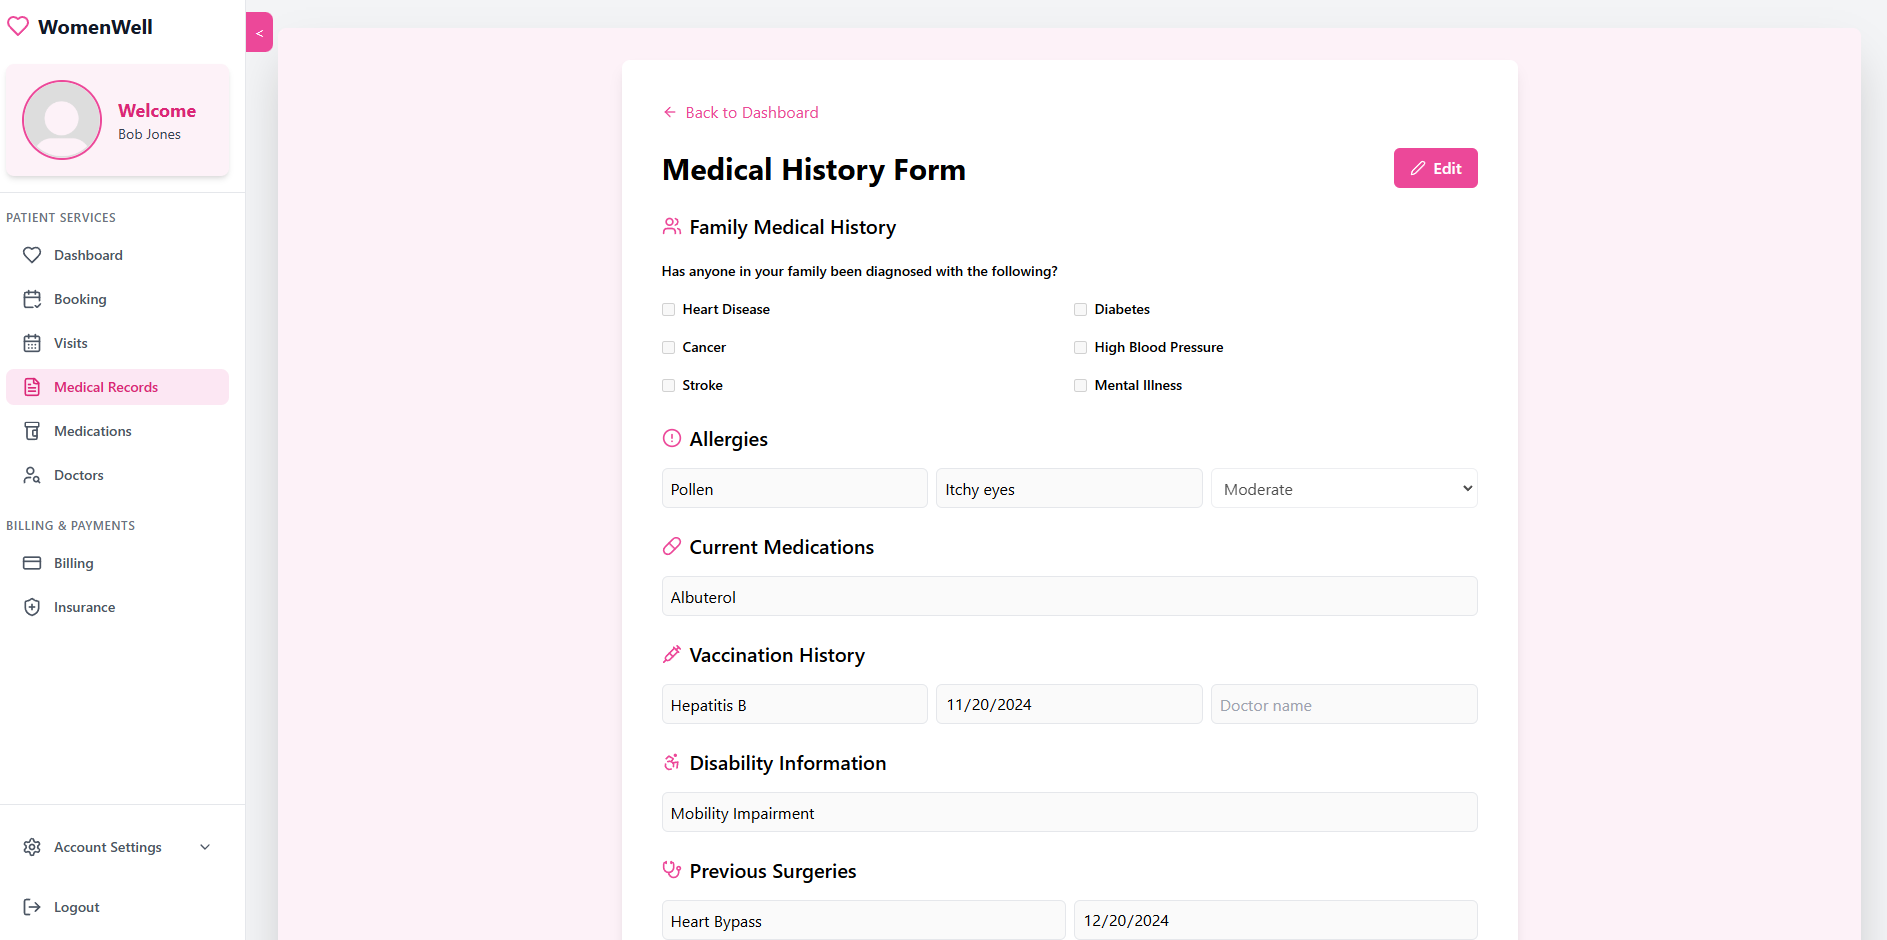 WomenWell
<
Welcome
Bob Jones
PATIENT SERVICES
Dashboard
Booking
Visits
Medical Records
Medications
Doctors
BILLING & PAYMENTS
Billing
Insurance
Account Settings
Logout
Back to Dashboard
Medical History Form
Edit
Family Medical History
Has anyone in your family been diagnosed with the following?
Heart Disease Diabetes
Cancer High Blood Pressure
Stroke Mental Illness
Allergies
Pollen Itchy eyes Moderate
Current Medications
Albuterol
Vaccination History
Hepatitis B 11/20/2024 Doctor name
Disability Information
Mobility Impairment
Previous Surgeries
Heart Bypass 12/20/2024